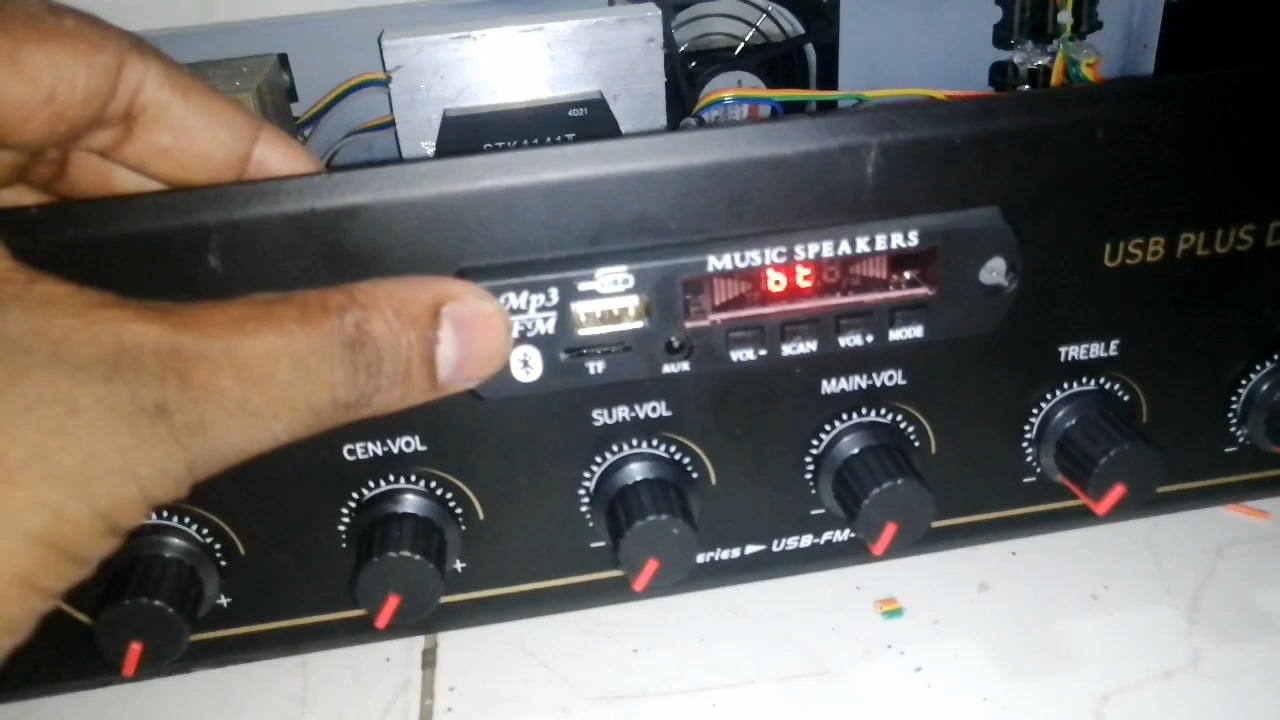 4D21
STK4141II
USB PLUS
MUSIC SPEAKERS
bt
Mp3
FM
TF
AUX
VOL-
SCAN
VOL+
MODE
TREBLE
MAIN-VOL
SUR-VOL
CEN-VOL
USB-FM-